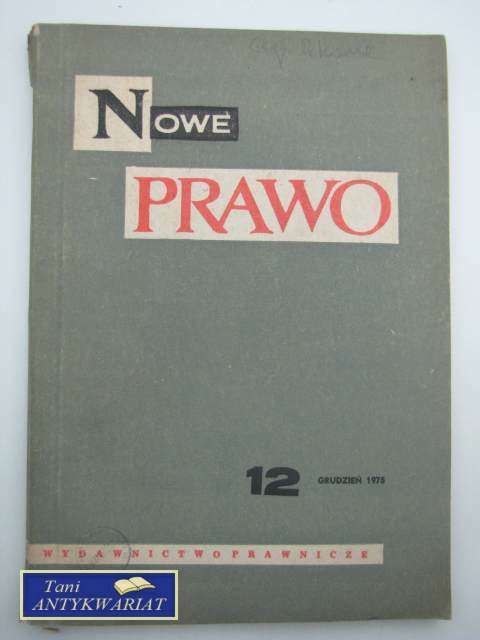 NOWE
PRAWO
12 GRUDZIEŃ 1975
WYDAWNICTWO PRAWNICZE
Tani
ANTYKWARIAT